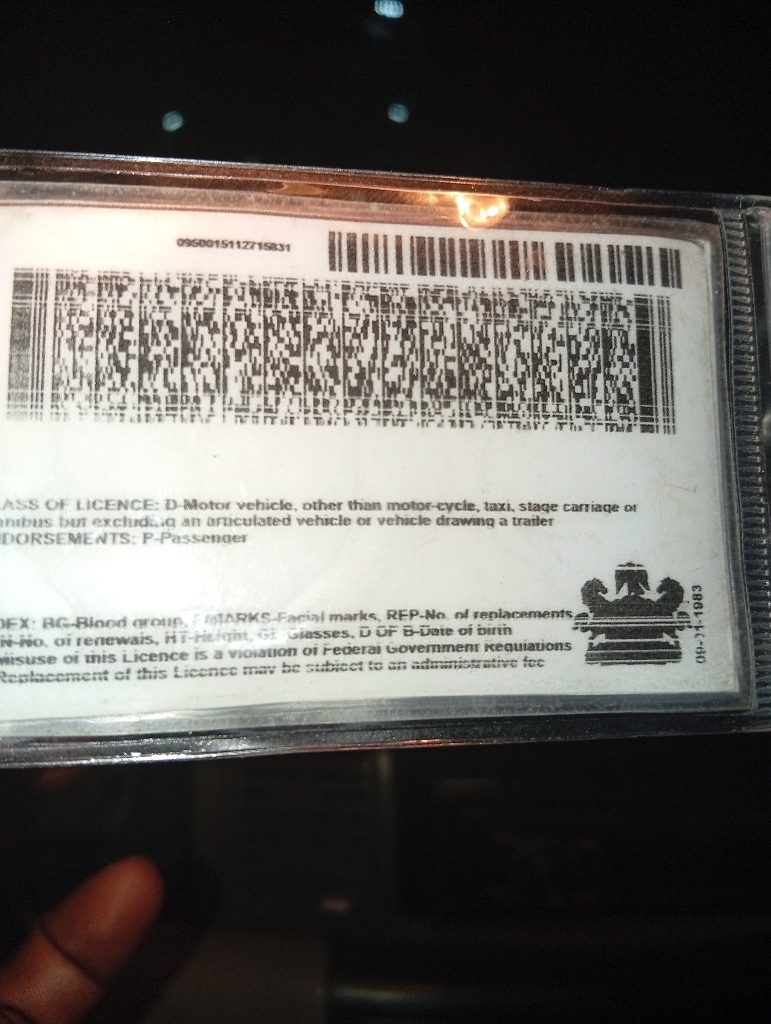 0950015112715831
ASS OF LICENCE: D-Motor vehicle, other than motor-cycle, taxi, stage carriage or
nibus but excluding an articulated vehicle or vehicle drawing a trailer
DORSEMENTS: P-Passenger
DEX: BG-Blood group, MARKS-Facial marks, REP-No. of replacements
N-No. of renewals, HT-Height, GL-Glasses, D OF B-Date of birth
Misuse of this Licence is a violation of Federal Government Regulations
Replacement of this Licence may be subject to an administrative fee